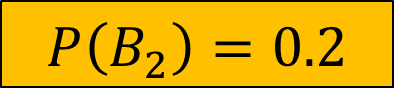 P(B₂) = 0.2